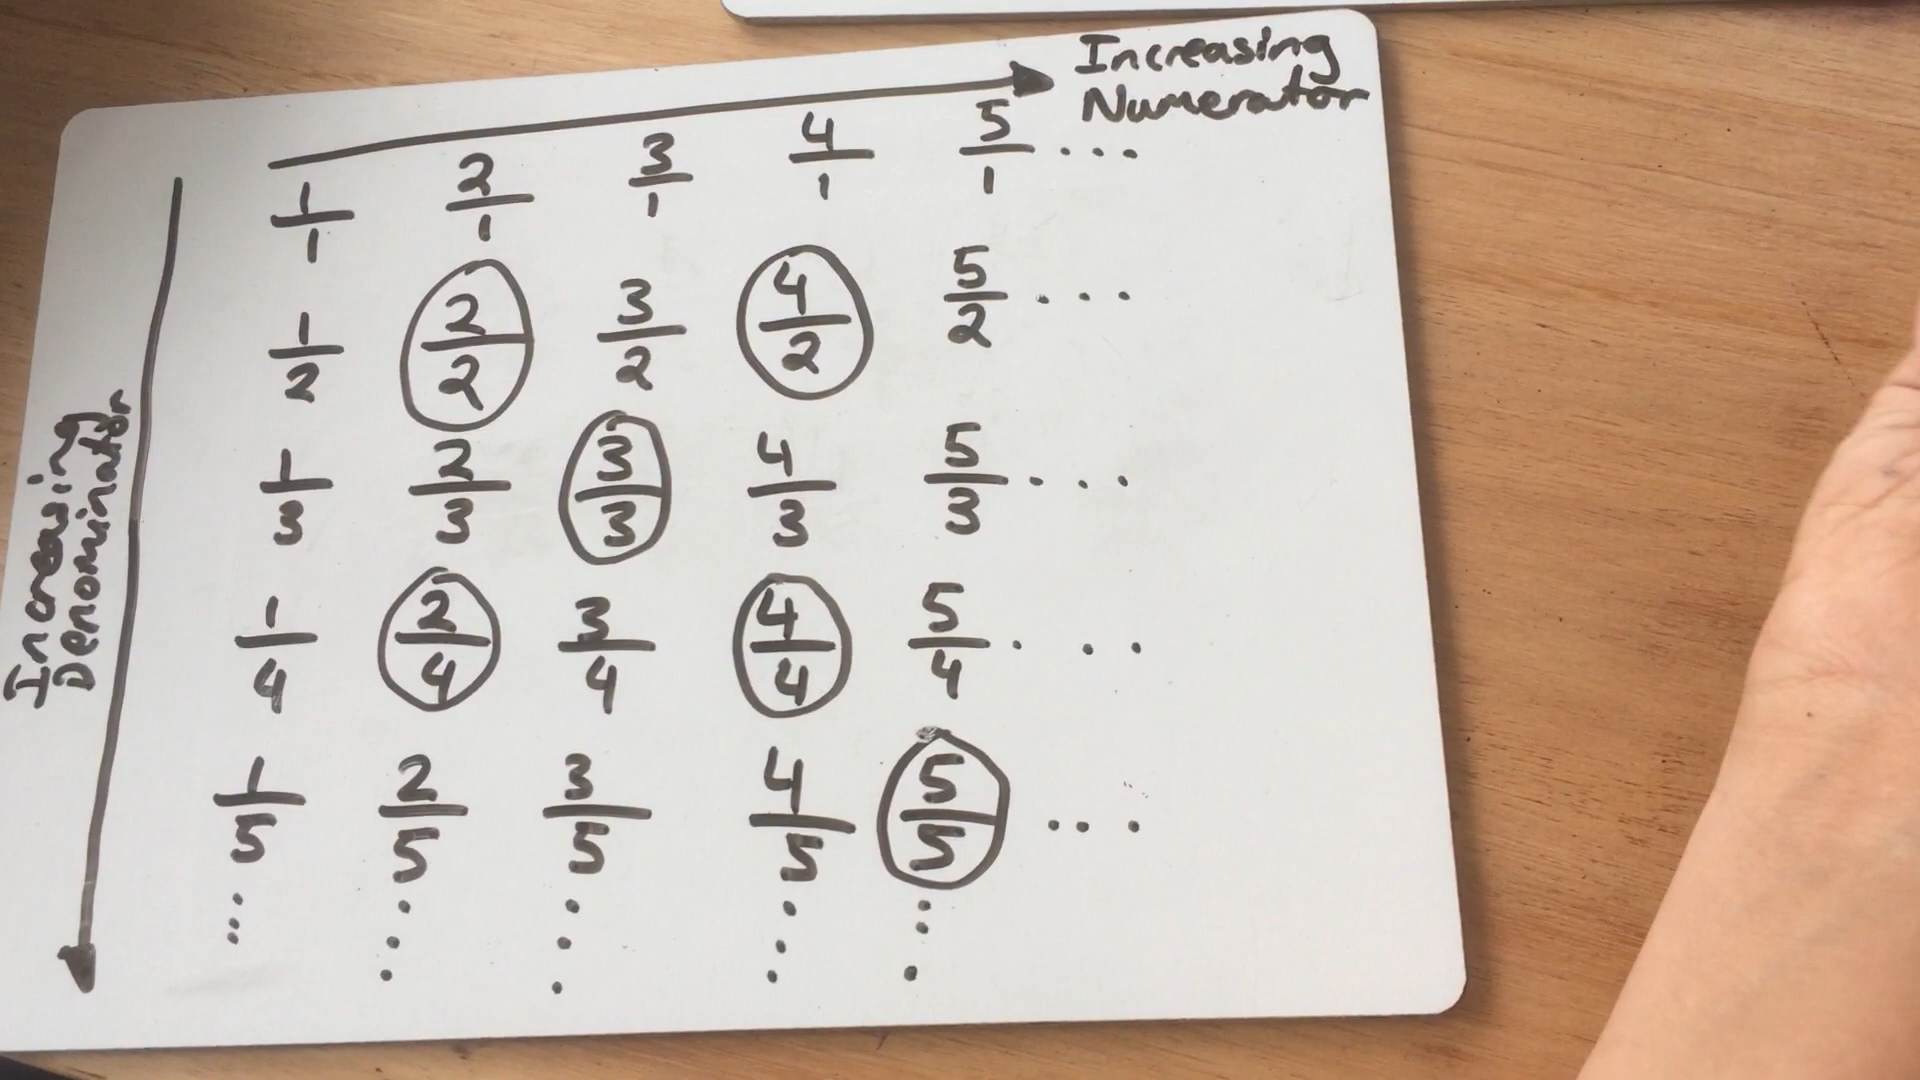 Increasing
Numerator
1/1 2/1 3/1 4/1 5/1 ...
1/2 2/2 3/2 4/2 5/2 ...
1/3 2/3 3/3 4/3 5/3 ...
1/4 2/4 3/4 4/4 5/4 ...
1/5 2/5 3/5 4/5 5/5 ...
... ... ... ... ...
Increasing
Denominator